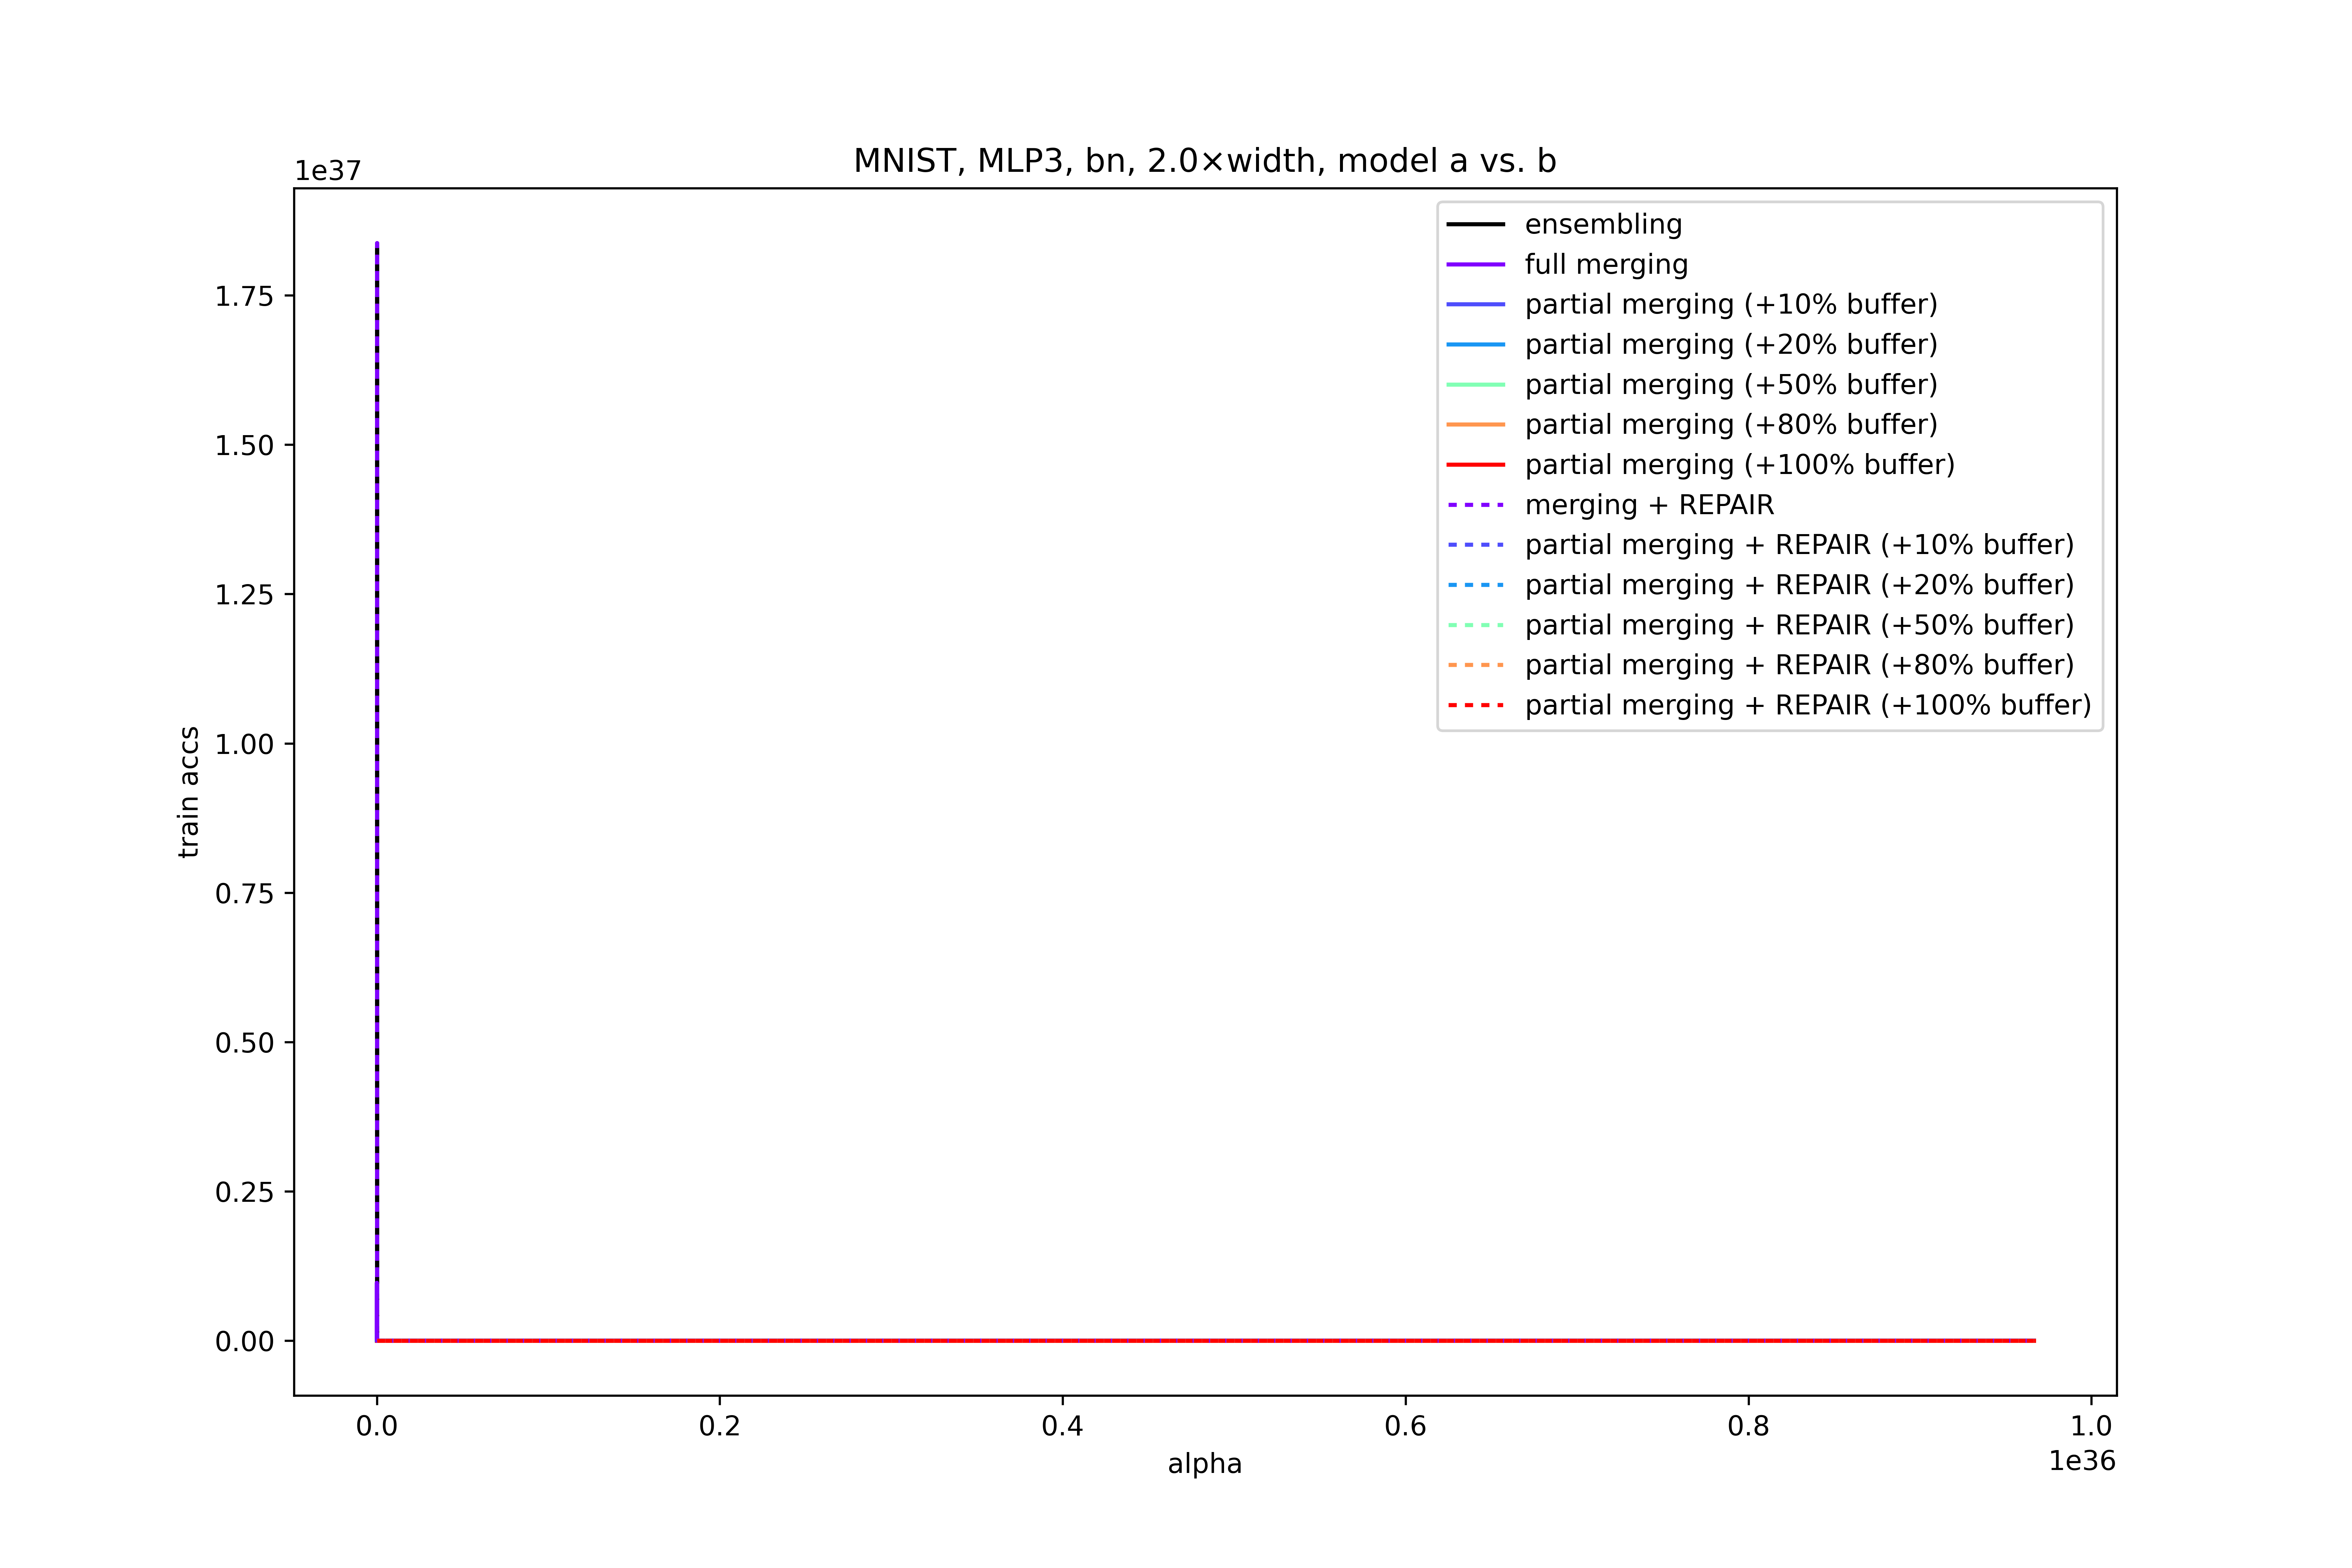 MNIST, MLP3, bn, 2.0×width, model a vs. b
1e37
1.75
1.50
1.25
1.00
0.75
0.50
0.25
0.00
train accs
ensembling
full merging
partial merging (+10% buffer)
partial merging (+20% buffer)
partial merging (+50% buffer)
partial merging (+80% buffer)
partial merging (+100% buffer)
merging + REPAIR
partial merging + REPAIR (+10% buffer)
partial merging + REPAIR (+20% buffer)
partial merging + REPAIR (+50% buffer)
partial merging + REPAIR (+80% buffer)
partial merging + REPAIR (+100% buffer)
0.0 0.2 0.4 0.6 0.8 1.0
alpha
1e36